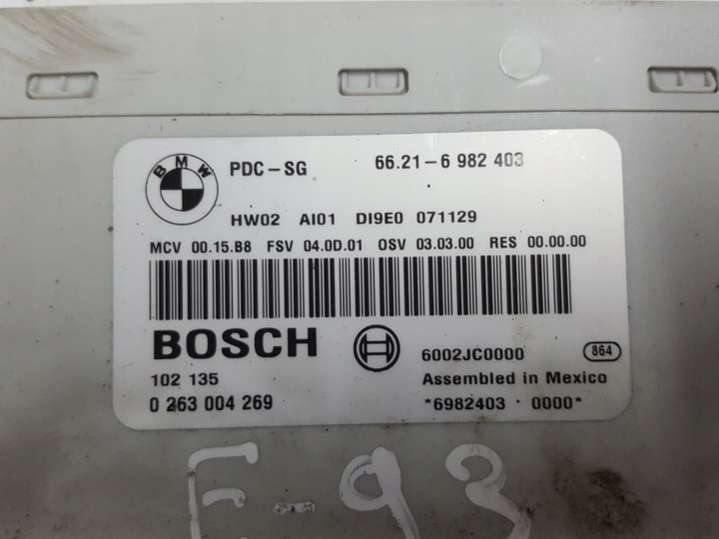 BMW PDC-SG 66.21-6 982 403
HW02 AI01 DI9E0 071129
MCV 00.15.B8 FSV 04.0D.01 OSV 03.03.00 RES 00.00.00
BOSCH 6002JC0000 864
102 135 Assembled in Mexico
0 263 004 269 *6982403 0000*
E-93